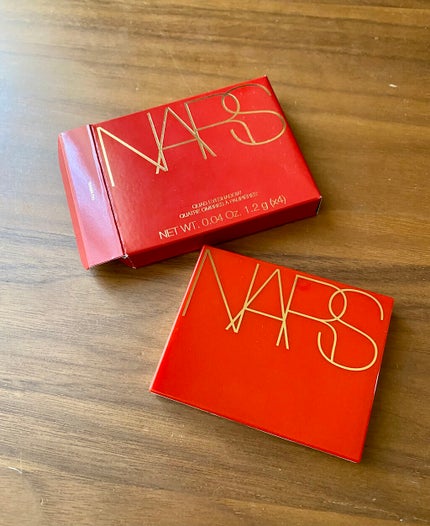 NARS
QUAD EYESHADOW
QUATRE OMBRES À PAUPIÈRES
NET WT. 0.04 Oz. 1.2 g (x4)
NARS